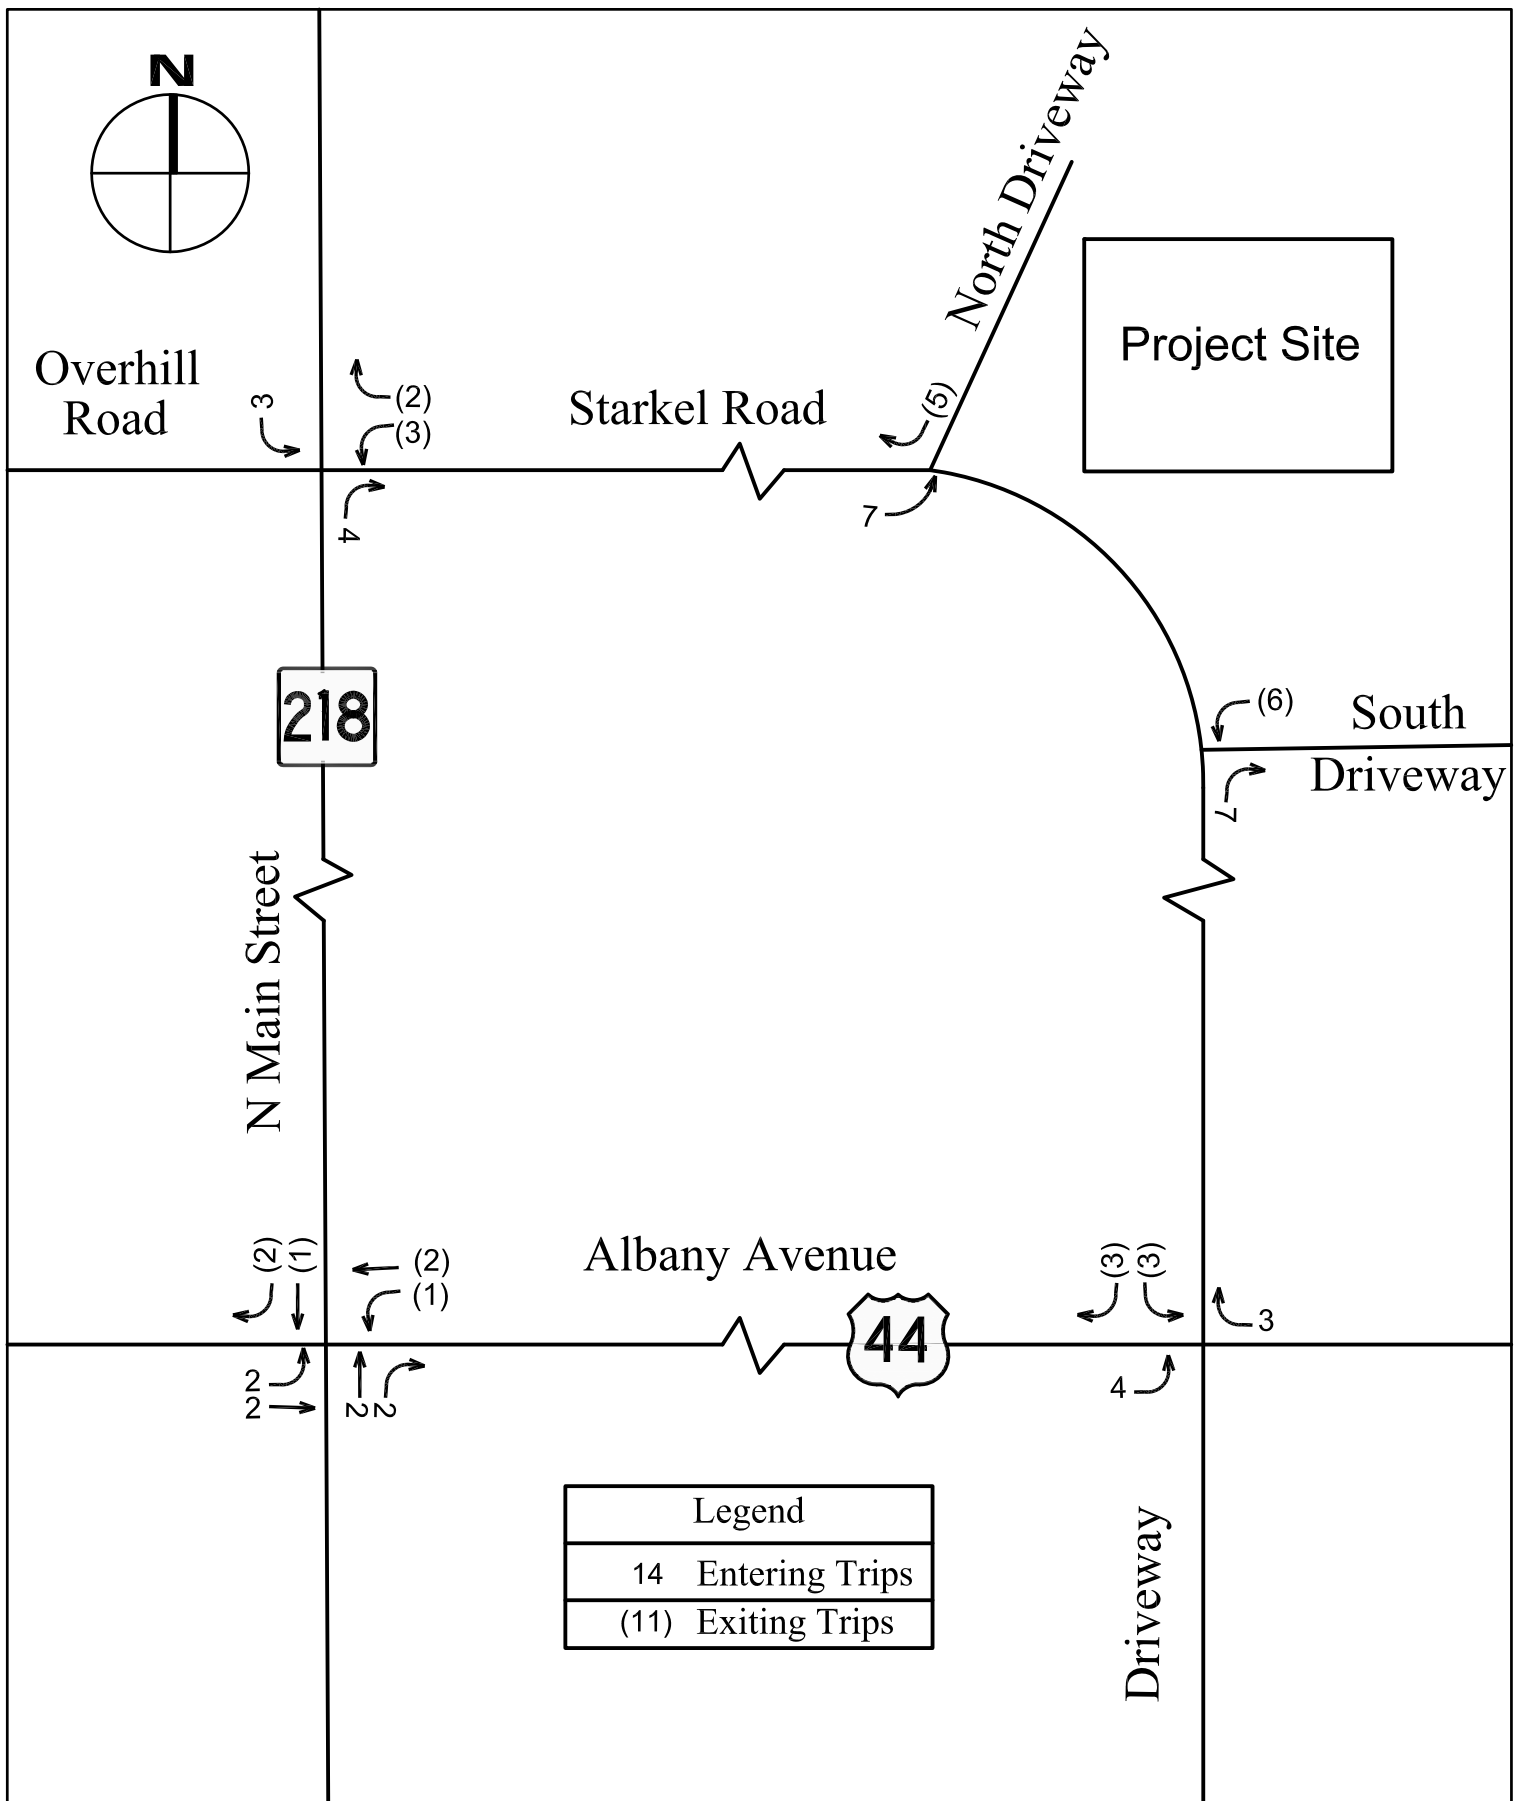 N
North Driveway
Project Site
Overhill
Road
3
(2)
(3)
Starkel Road
(5)
4
7
218
(6)
South
Driveway
7
N Main Street
(2)
(1)
(2)
(1)
Albany Avenue
44
(3)
(3)
3
2
2
2
2
4
Legend
14 Entering Trips
(11) Exiting Trips
Driveway